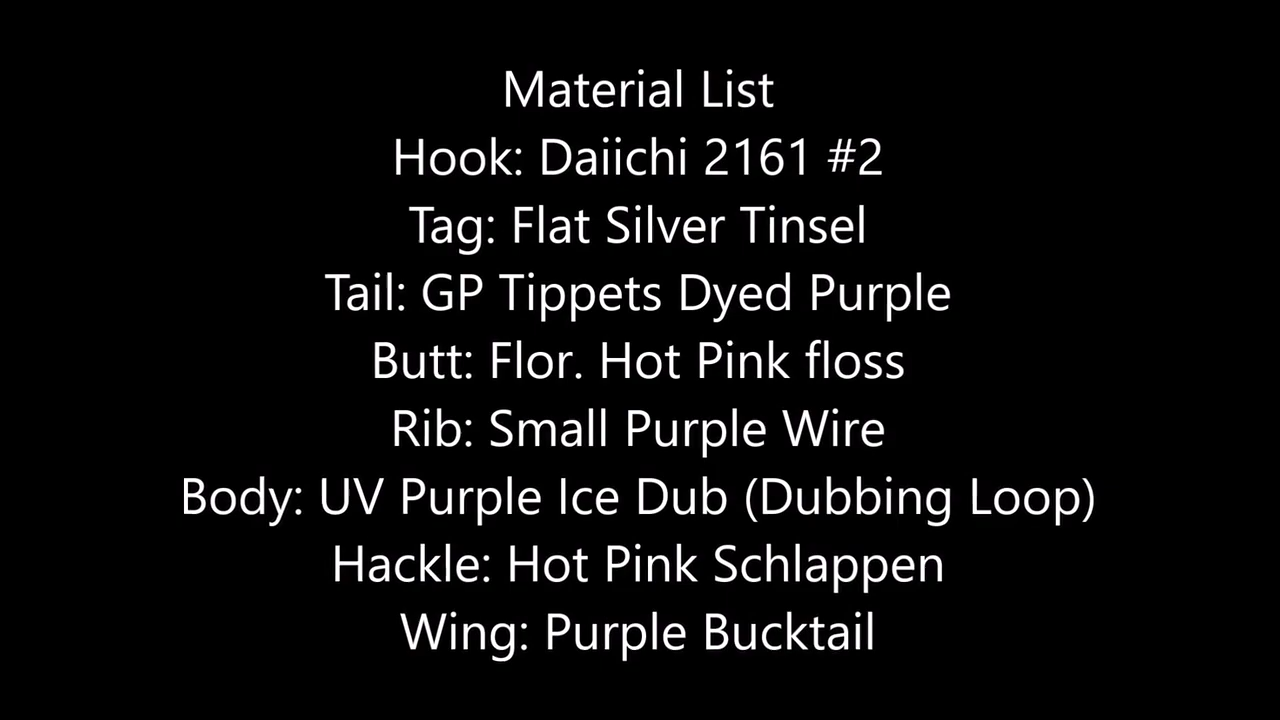 Material List
Hook: Daiichi 2161 #2
Tag: Flat Silver Tinsel
Tail: GP Tippets Dyed Purple
Butt: Flor. Hot Pink floss
Rib: Small Purple Wire
Body: UV Purple Ice Dub (Dubbing Loop)
Hackle: Hot Pink Schlappen
Wing: Purple Bucktail